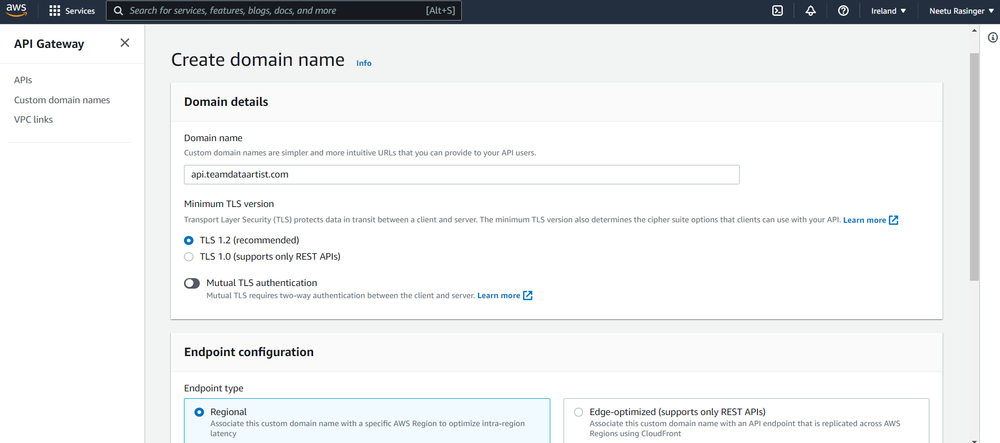 aws
Services
Search for services, features, blogs, docs, and more
[Alt+S]
Ireland
Neetu Rasinger
API Gateway
APIs
Custom domain names
VPC links
Create domain name Info
Domain details
Domain name
Custom domain names are simpler and more intuitive URLs that you can provide to your API users.
api.teamdataartist.com
Minimum TLS version
Transport Layer Security (TLS) protects data in transit between a client and server. The minimum TLS version also determines the cipher suite options that clients can use with your API. Learn more
TLS 1.2 (recommended)
TLS 1.0 (supports only REST APIs)
Mutual TLS authentication
Mutual TLS requires two-way authentication between the client and server. Learn more
Endpoint configuration
Endpoint type
Regional
Associate this custom domain name with a specific AWS Region to optimize intra-region
latency
Edge-optimized (supports only REST APIs)
Associate this custom domain name with an API endpoint that is replicated across AWS
Regions using CloudFront